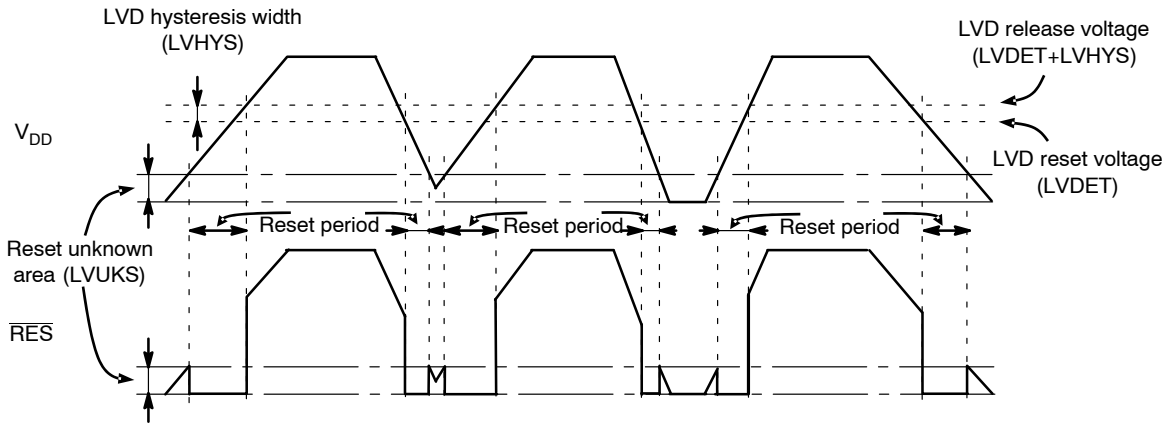 LVD hysteresis width
(LVHYS)
LVD release voltage
(LVDET+LVHYS)
VDD
LVD reset voltage
(LVDET)
Reset period
Reset period
Reset period
Reset unknown
area (LVUKS)
RES